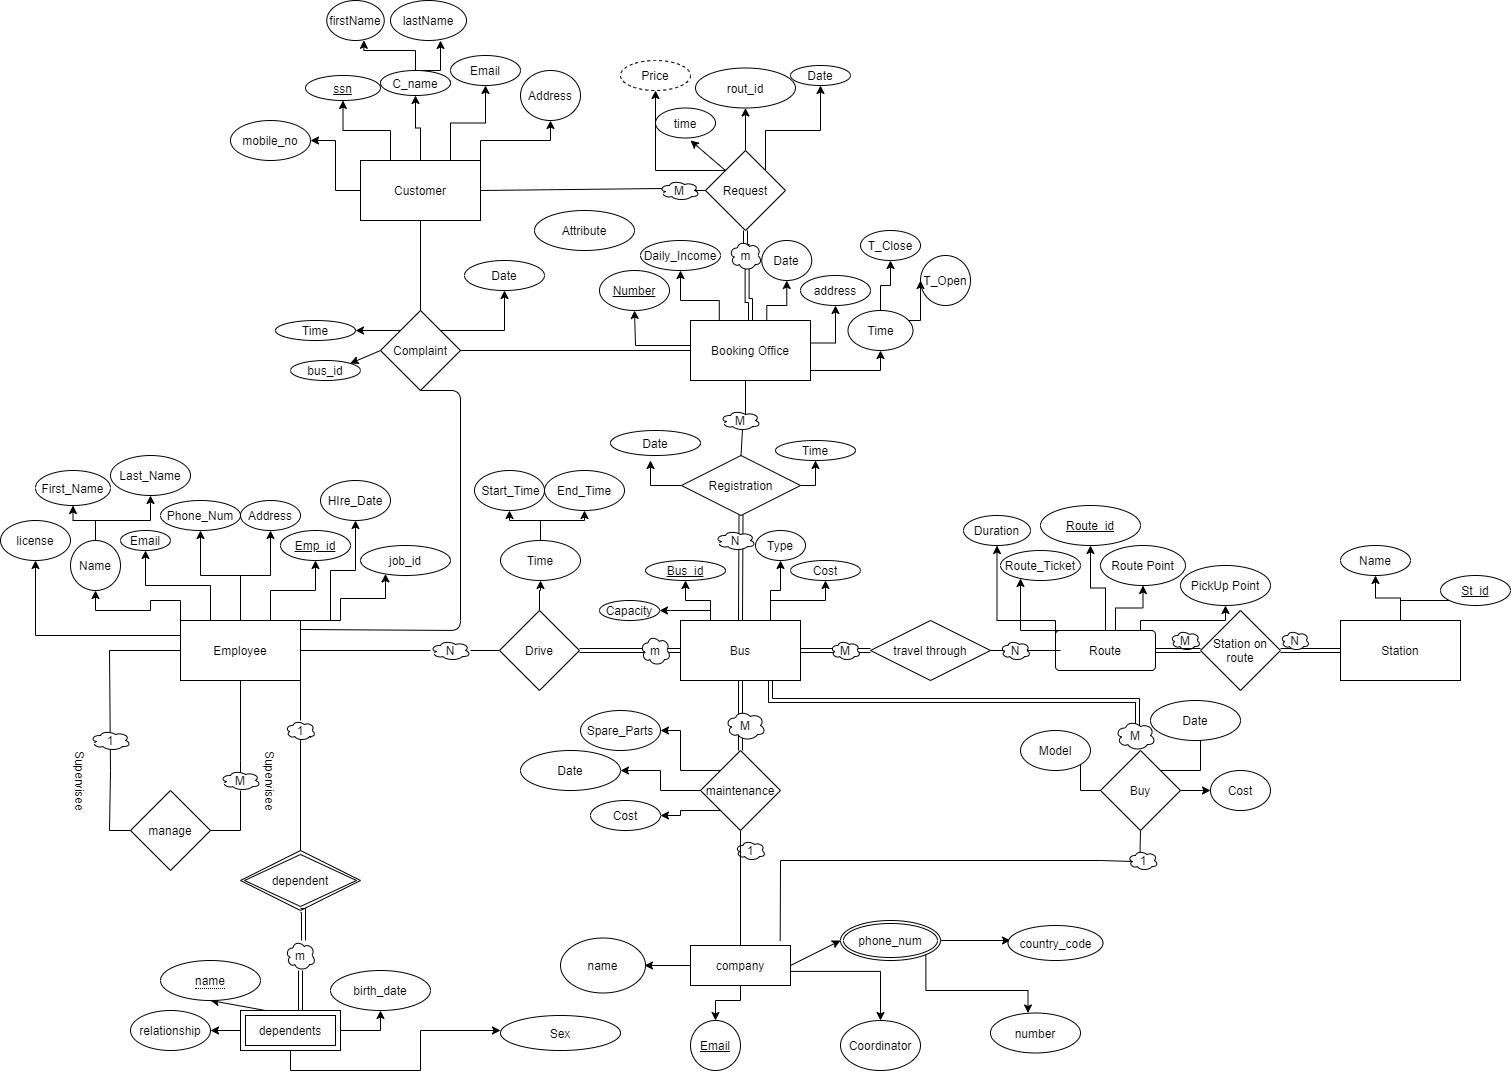 firstName
lastName
ssn
C_name
Email
Address
mobile_no
Customer
Price
rout_id
Date
time
M
Request
Attribute
m
Daily_Income
Date
T_Close
T_Open
Number
address
Time
Booking Office
Date
Time
bus_id
Complaint
M
Date
Time
Registration
N
First_Name
Last_Name
license
Name
Email
Phone_Num
Address
Emp_id
HIre_Date
job_id
Employee
Start_Time
End_Time
Time
N
Drive
m
Bus_id
Type
Cost
Capacity
Bus
M
travel through
N
Duration
Route_id
Route_Ticket
Route Point
PickUp Point
Route
M
Station on
route
N
Name
St_id
Station
1
Supervisee
M
Supervisee
manage
1
dependent
m
name
birth_date
relationship
dependents
Sex
Spare_Parts
Date
Cost
M
maintenance
1
Model
Date
M
Buy
Cost
1
name
company
phone_num
country_code
number
Email
Coordinator